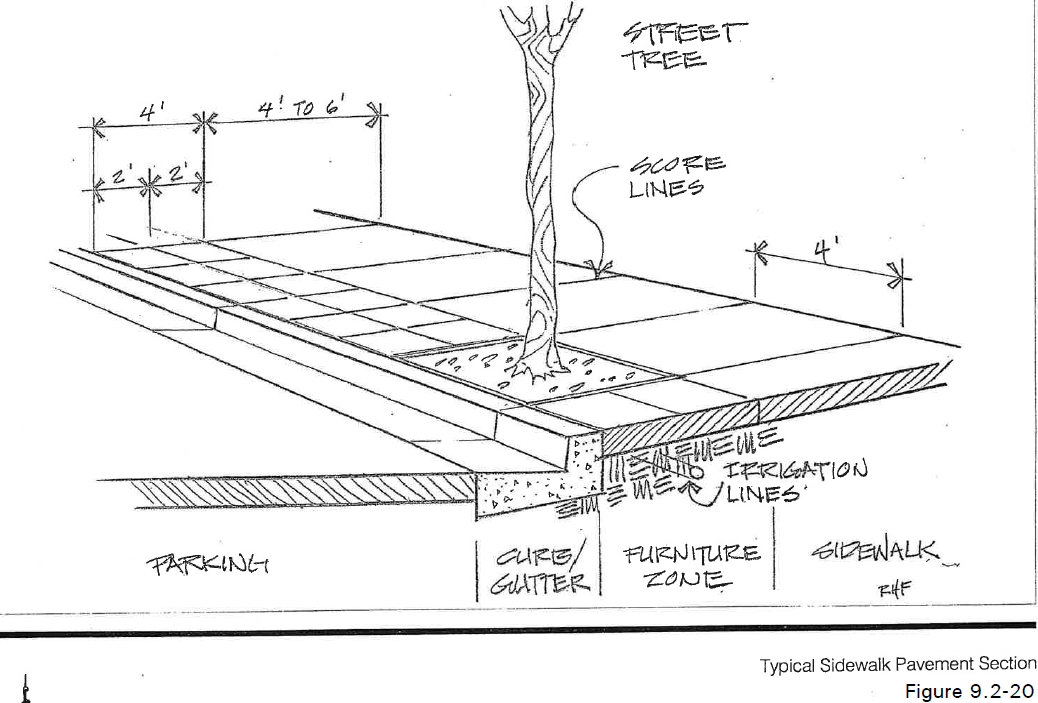 STREET
TREE
4'
4' TO 6'
2'
2'
SCORE
LINES
4'
IRRIGATION
LINES
PARKING
CURB/
GUTTER
FURNITURE
ZONE
SIDEWALK
RHF
Typical Sidewalk Pavement Section
Figure 9.2-20